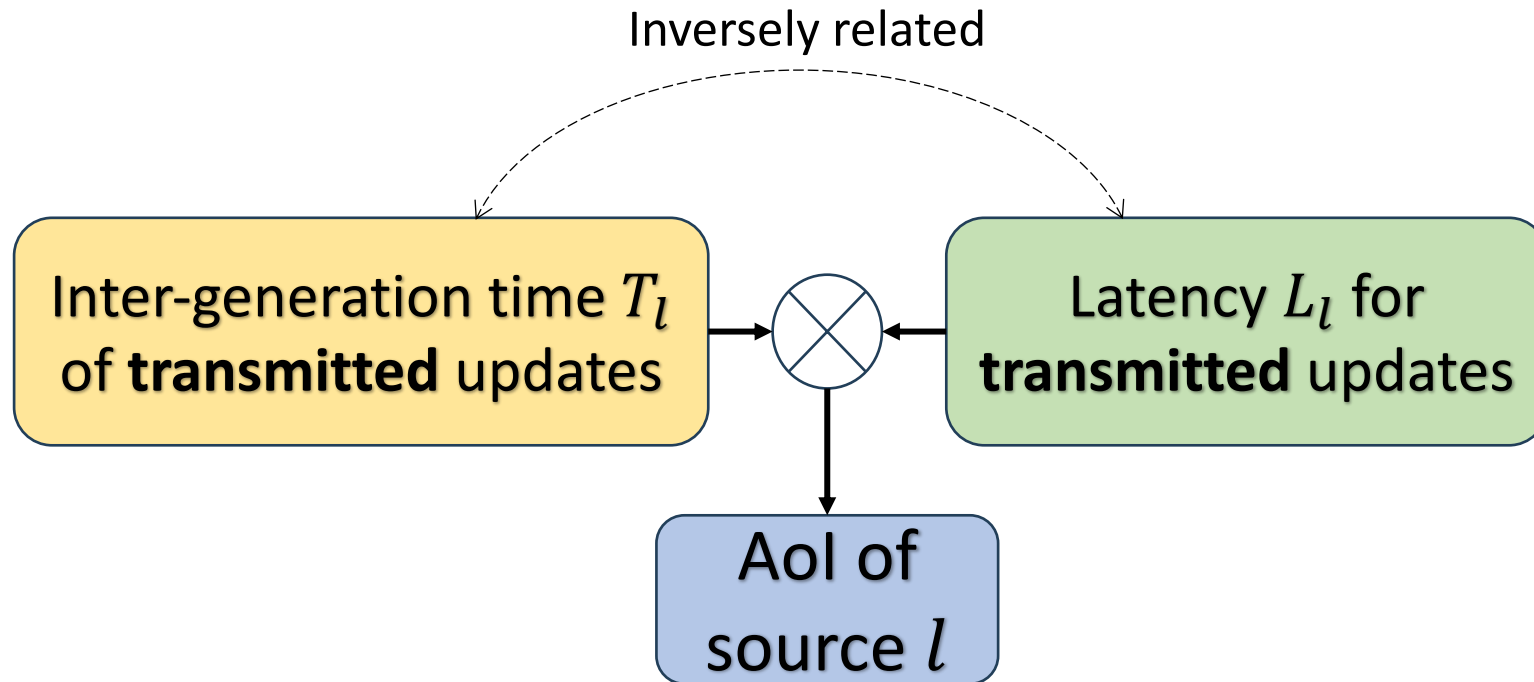 Inversely related
Inter-generation time T_l
of transmitted updates
Latency L_l for
transmitted updates
AoI of
source l